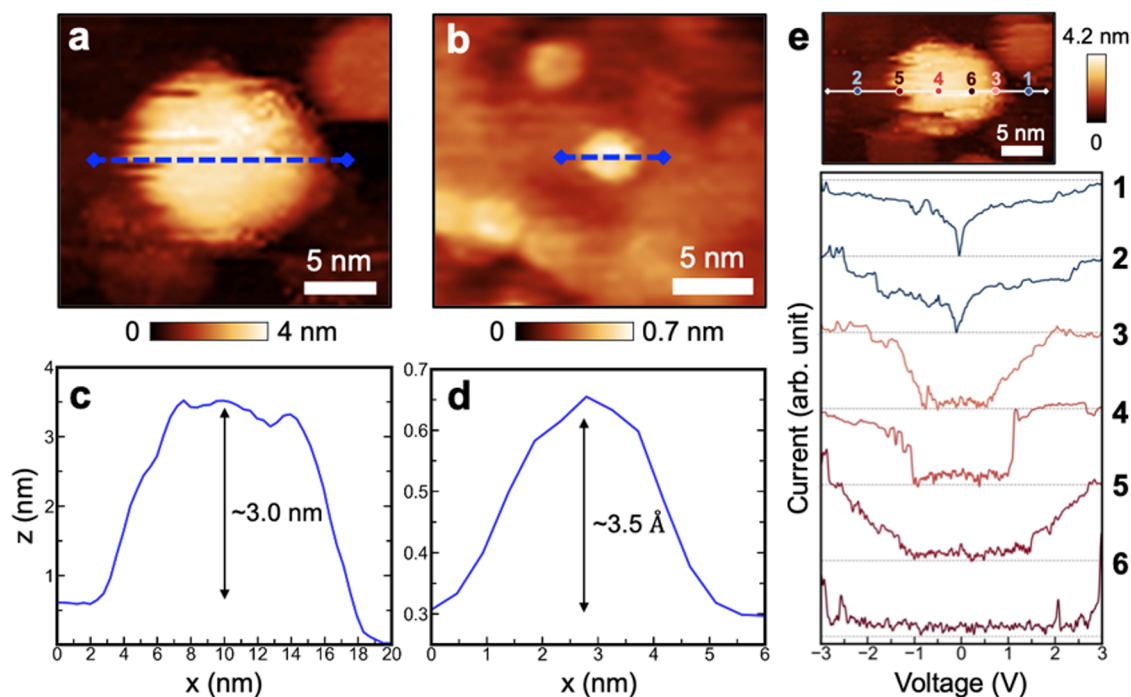 a
5 nm
0 4 nm
b
5 nm
0 0.7 nm
c
z (nm)
4
3
2
1
~3.0 nm
0 2 4 6 8 10 12 14 16 18 20
x (nm)
d
0.7
0.6
0.5
0.4
0.3
~3.5 Å
0 1 2 3 4 5 6
x (nm)
e
2 5 4 6 3 1
5 nm
4.2 nm
0
Current (arb. unit)
1
2
3
4
5
6
−3 −2 −1 0 1 2 3
Voltage (V)